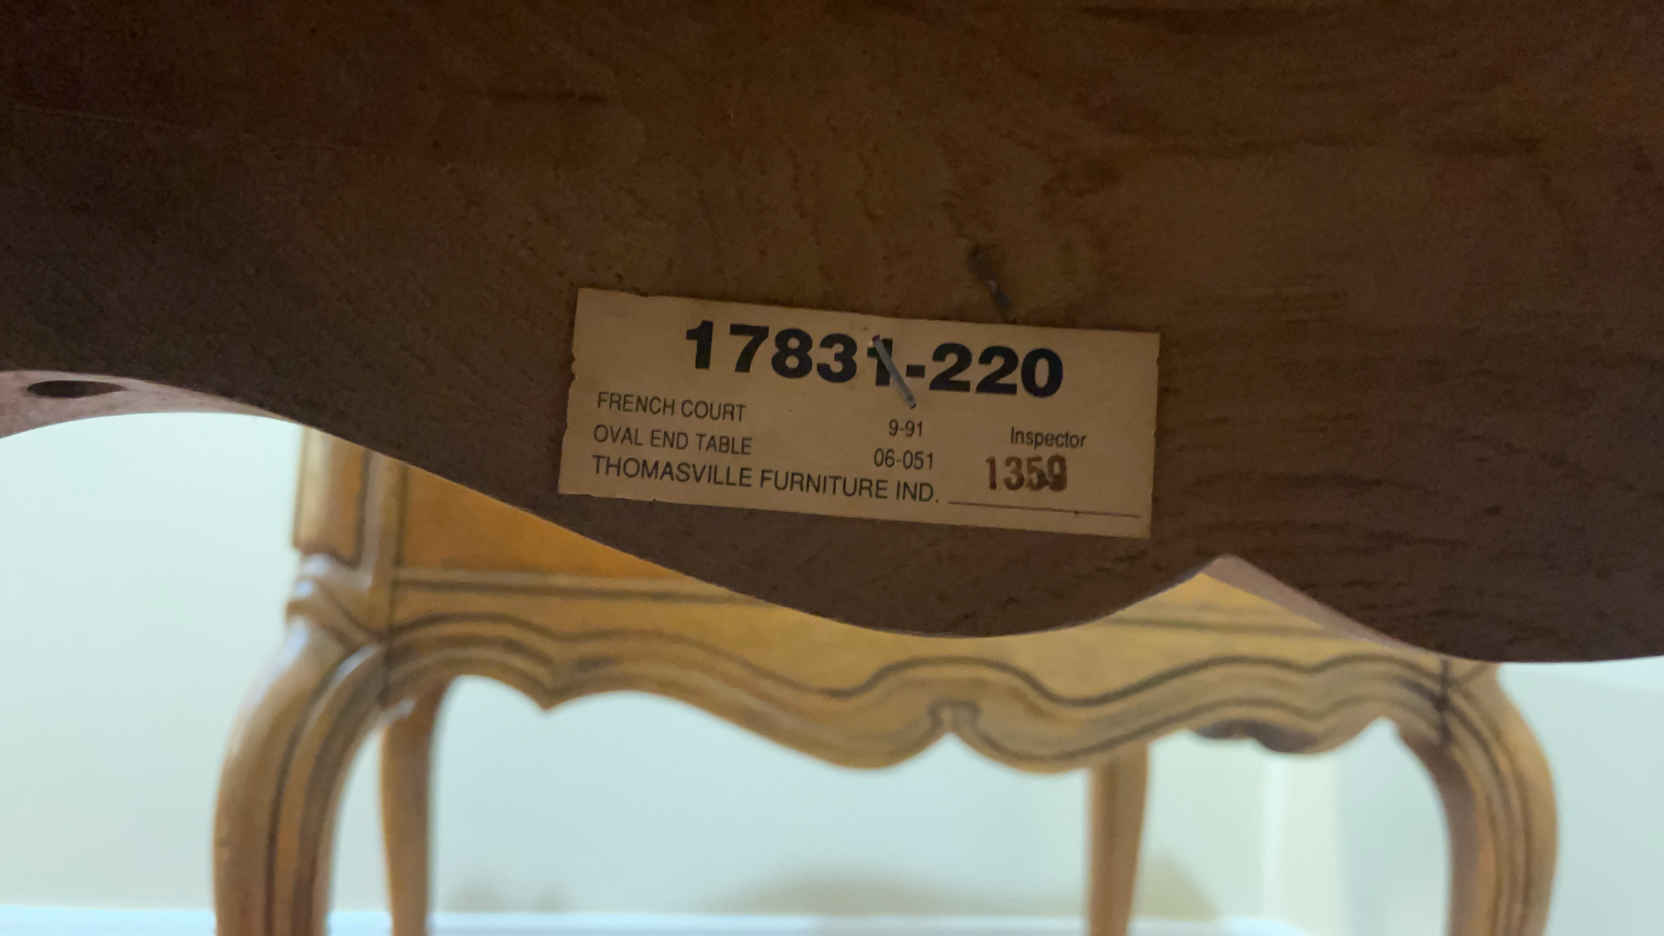 17831-220
FRENCH COURT 9-91 Inspector
OVAL END TABLE 06-051 1359
THOMASVILLE FURNITURE IND.